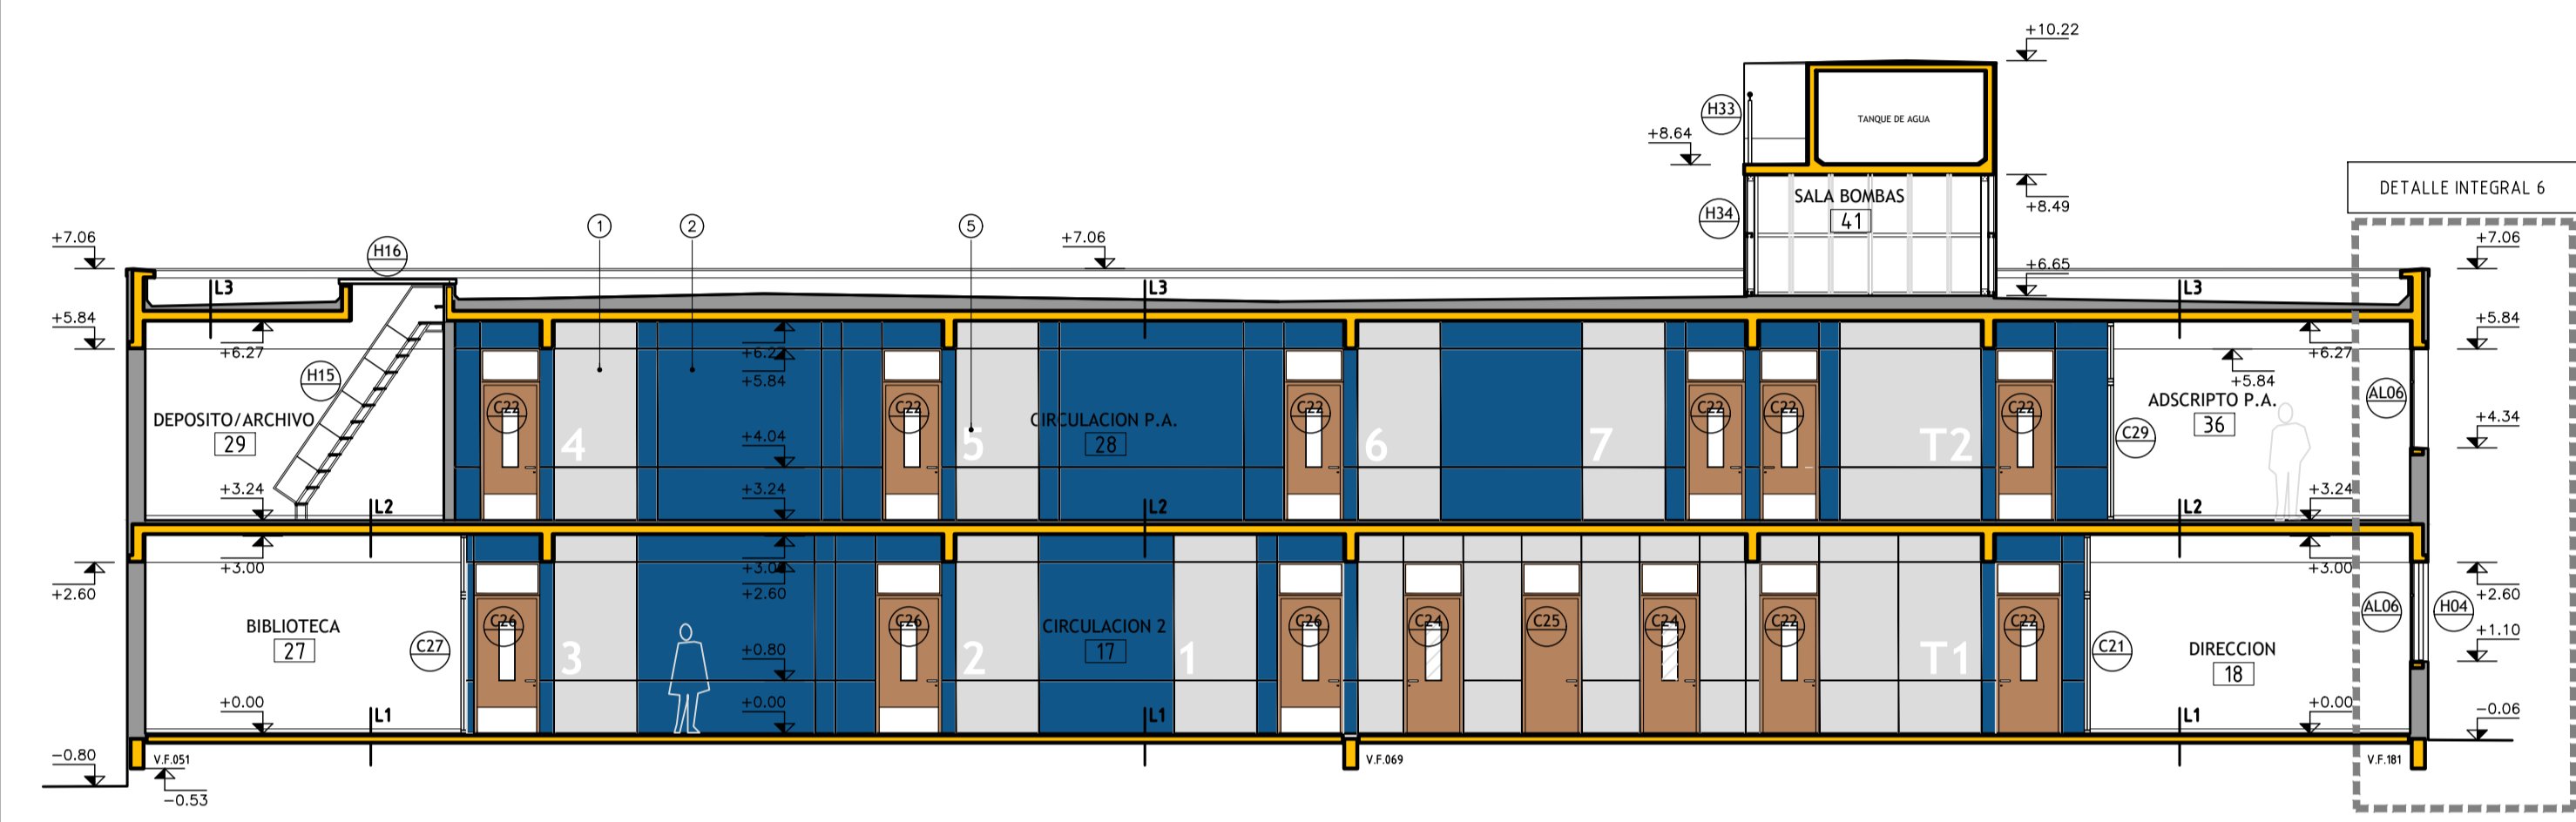 +10.22
H33
TANQUE DE AGUA
+8.64
DETALLE INTEGRAL 6
SALA BOMBAS
41
H34
+8.49
1
2
5
+7.06
H16
+7.06
+7.06
+6.65
L3
L3
L3
+5.84
+6.27
+5.84
+5.84
+6.27
+5.84
H15
AL06
DEPOSITO/ARCHIVO
29
C22
C22
CIRCULACION P.A.
28
C22
C22
C22
C22
ADSCRIPTO P.A.
36
4
+4.04
5
6
7
T2
C29
+4.34
+3.24
+3.24
+3.24
L2
L2
L2
+3.00
+3.00
+2.60
+2.60
+2.60
BIBLIOTECA
27
C27
C26
C26
CIRCULACION 2
17
C26
C24
C25
C24
C22
C22
C21
DIRECCION
18
AL06
H04
3
+0.80
2
1
T1
+1.10
+0.00
+0.00
+0.00
L1
L1
L1
-0.06
-0.80
V.F.051
V.F.069
V.F.181
-0.53